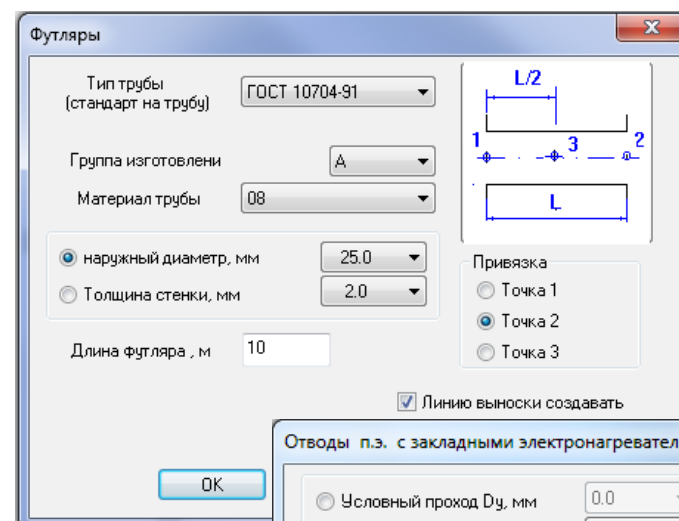 Футляры
Тип трубы
(стандарт на трубу)
ГОСТ 10704-91
Группа изготовлени
А
Материал трубы
08
наружный диаметр, мм
25.0
Толщина стенки, мм
2.0
Длина футляра , м
10
L/2
1
3
2
L
Привязка
Точка 1
Точка 2
Точка 3
Линию выноски создавать
OK
Отводы п.э. с закладными электронагревател
Условный проход Dy, мм
0.0